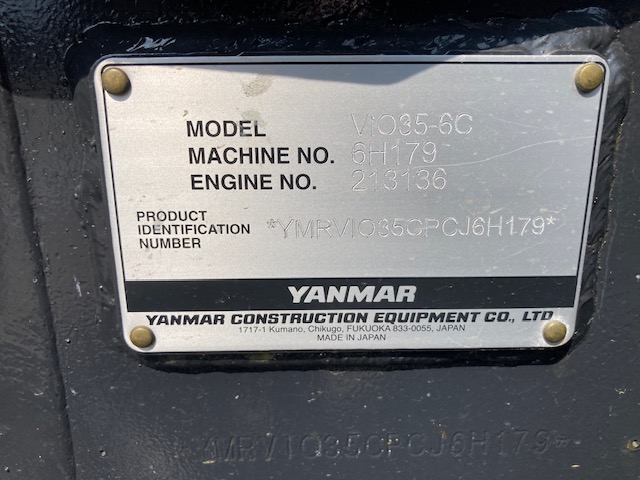 MODEL ViO35-6C
MACHINE NO. 6H179
ENGINE NO. 213136
PRODUCT
IDENTIFICATION *YMRVIO35CPCJ6H179*
NUMBER
YANMAR
YANMAR CONSTRUCTION EQUIPMENT CO., LTD
1717-1 Kumano, Chikugo, FUKUOKA 833-0055, JAPAN
MADE IN JAPAN
*YMRVIO35CPCJ6H179*